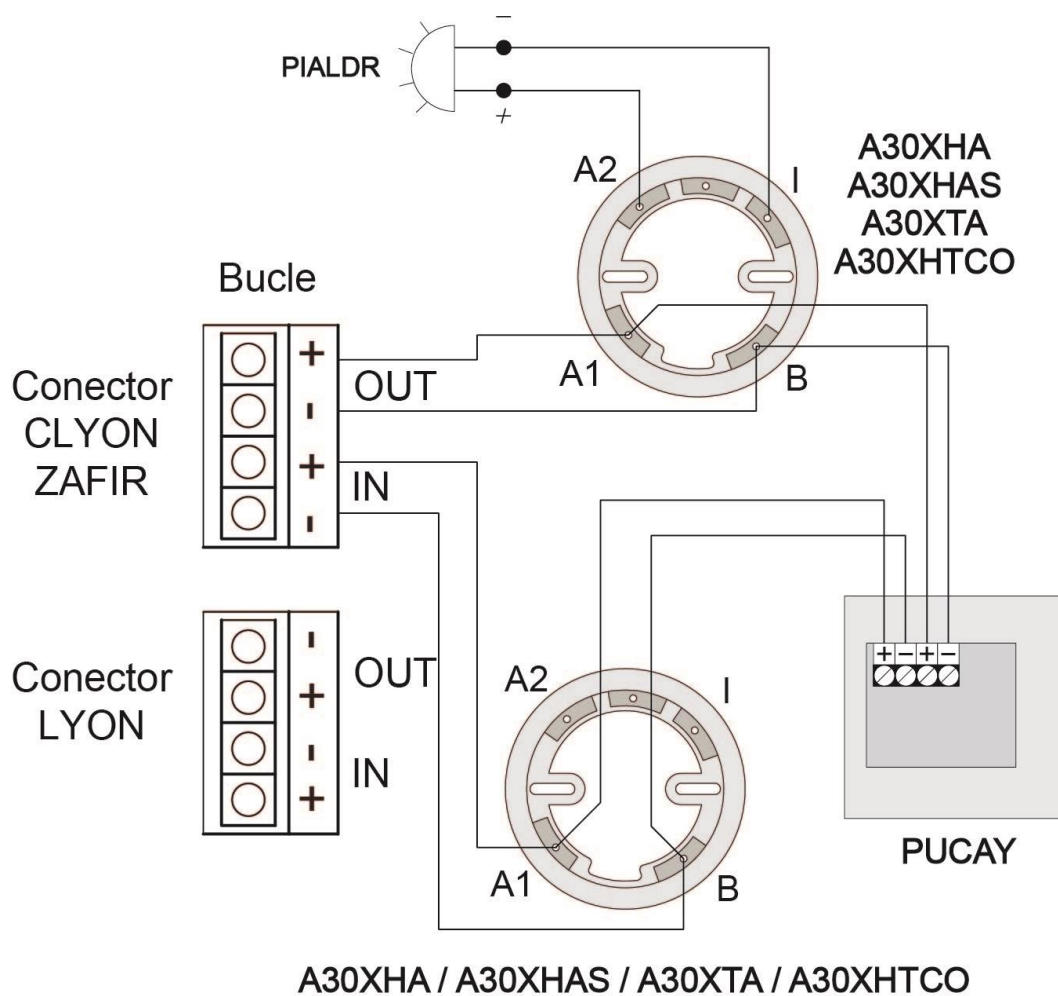 −
PIALDR
+
A2
I
A30XHA
A30XHAS
A30XTA
A30XHTCO
Bucle
+
OUT
-
+
IN
-
Conector
CLYON
ZAFIR
A1
B
-
OUT
+
-
IN
+
Conector
LYON
A2
I
+ − + −
A1
B
PUCAY
A30XHA / A30XHAS / A30XTA / A30XHTCO